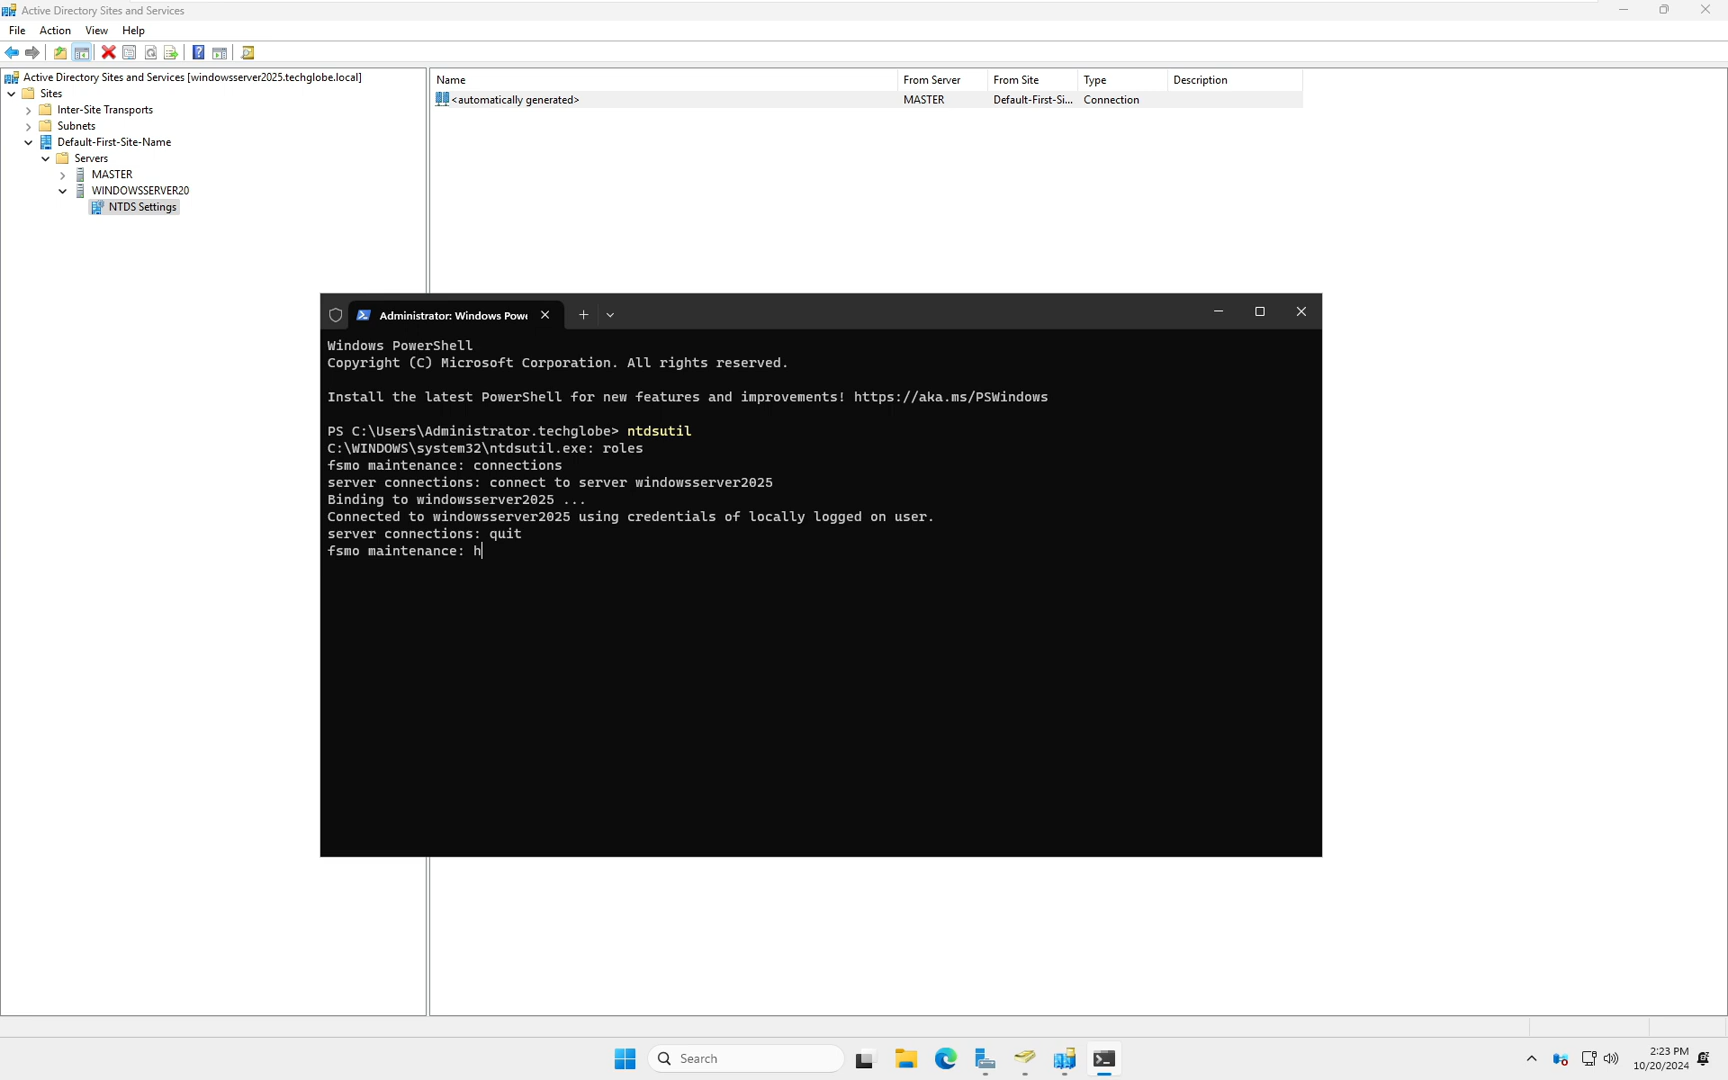 Active Directory Sites and Services
File Action View Help
Active Directory Sites and Services [windowsserver2025.techglobe.local]
Sites
Inter-Site Transports
Subnets
Default-First-Site-Name
Servers
MASTER
WINDOWSSERVER20
NTDS Settings
Name From Server From Site Type Description
<automatically generated> MASTER Default-First-Si... Connection
Administrator: Windows Powe
Windows PowerShell
Copyright (C) Microsoft Corporation. All rights reserved.
Install the latest PowerShell for new features and improvements! https://aka.ms/PSWindows
PS C:\Users\Administrator.techglobe> ntdsutil
C:\WINDOWS\system32\ntdsutil.exe: roles
fsmo maintenance: connections
server connections: connect to server windowsserver2025
Binding to windowsserver2025 ...
Connected to windowsserver2025 using credentials of locally logged on user.
server connections: quit
fsmo maintenance: h
Search
2:23 PM
10/20/2024